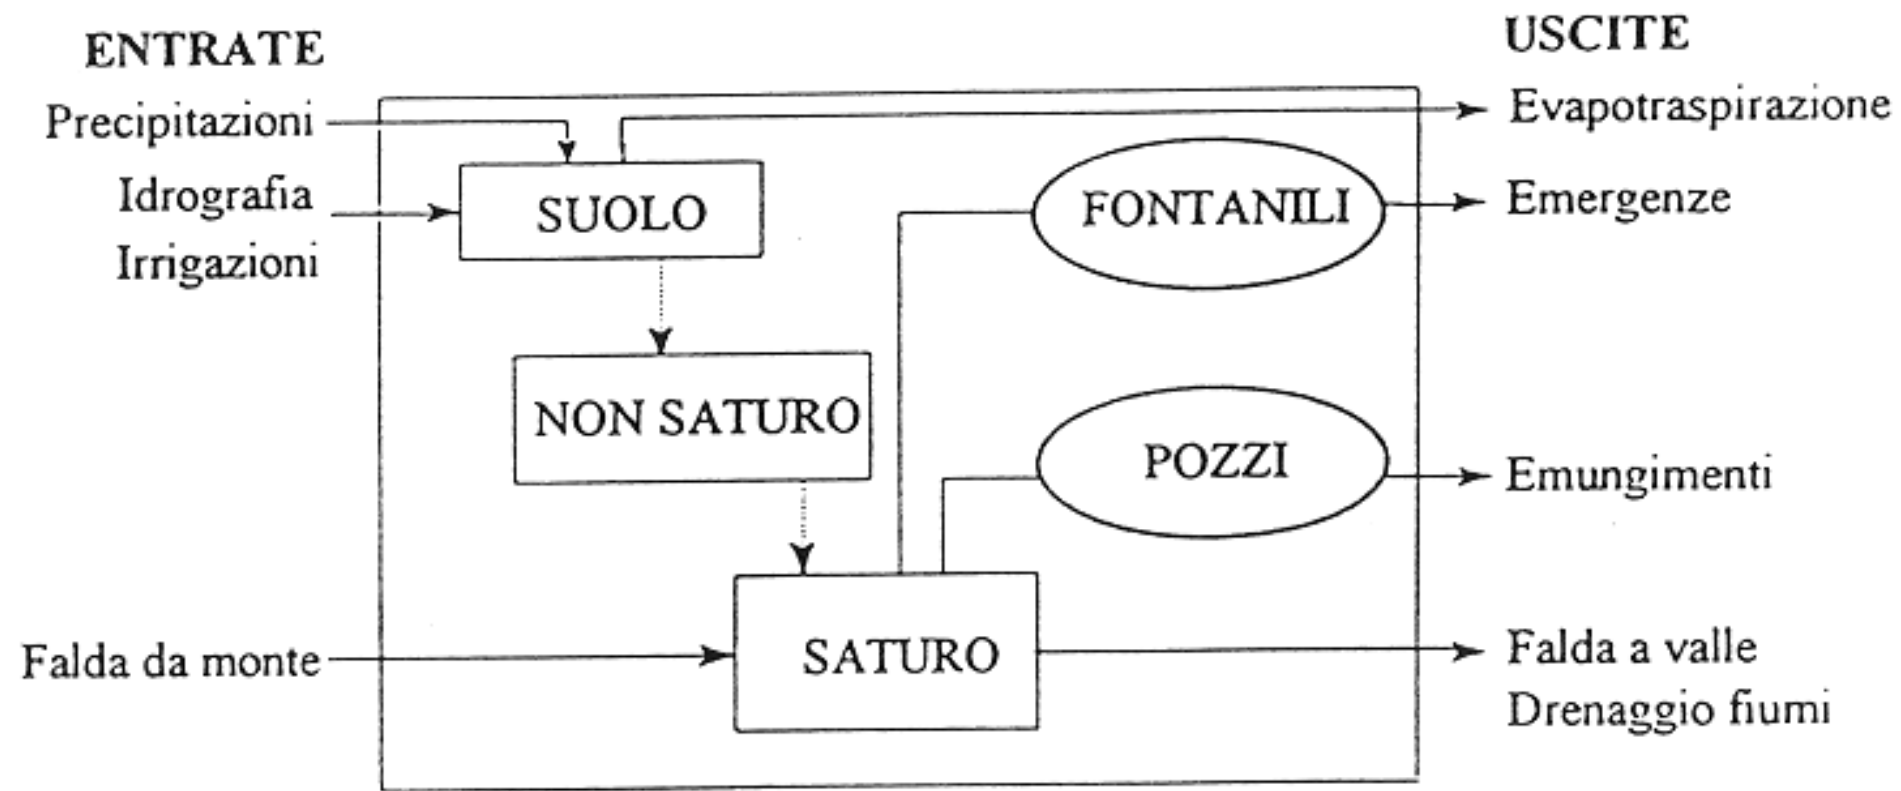 ENTRATE
USCITE
Precipitazioni
Evapotraspirazione
Idrografia
Irrigazioni
SUOLO
FONTANILI
Emergenze
NON SATURO
POZZI
Emungimenti
Falda da monte
SATURO
Falda a valle
Drenaggio fiumi